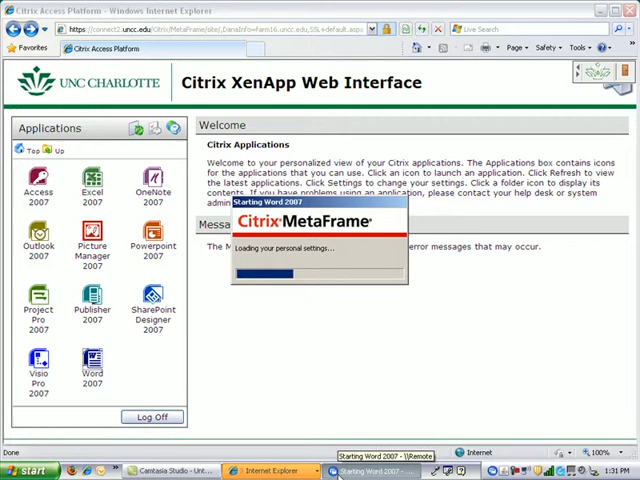 Citrix Access Platform - Windows Internet Explorer
https://connect2.uncc.edu/Citrix/MetaFrame/site/,DanaInfo=farm16.uncc.edu,SSL+default.aspx
Live Search
Favorites
Citrix Access Platform
Page
Safety
Tools
UNC CHARLOTTE
Citrix XenApp Web Interface
Applications
Top Up
Access 2007
Excel 2007
OneNote 2007
Outlook 2007
Picture Manager 2007
Powerpoint 2007
Project Pro 2007
Publisher 2007
SharePoint Designer 2007
Visio Pro 2007
Word 2007
Log Off
Welcome
Citrix Applications
Welcome to your personalized view of your Citrix applications. The Applications box contains icons
for the applications that you can use. Click an icon to launch an application. Click Refresh to view
the latest applications. Click Settings to change your settings. Click a folder icon to display its
contents. If you have problems using an application, please contact your help desk or system
Starting Word 2007
Citrix MetaFrame
Loading your personal settings...
The
error messages that may occur.
Done
Starting Word 2007 - \\Remote
Internet
100%
start
Camtasia Studio - Unt...
Internet Explorer
Starting Word 2007 - ...
1:31 PM